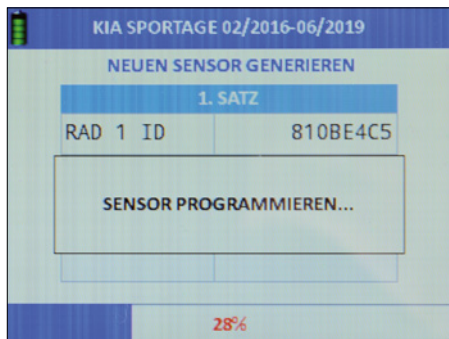 KIA SPORTAGE 02/2016-06/2019
NEUEN SENSOR GENERIEREN
1. SATZ
RAD 1 ID 810BE4C5
SENSOR PROGRAMMIEREN...
28%